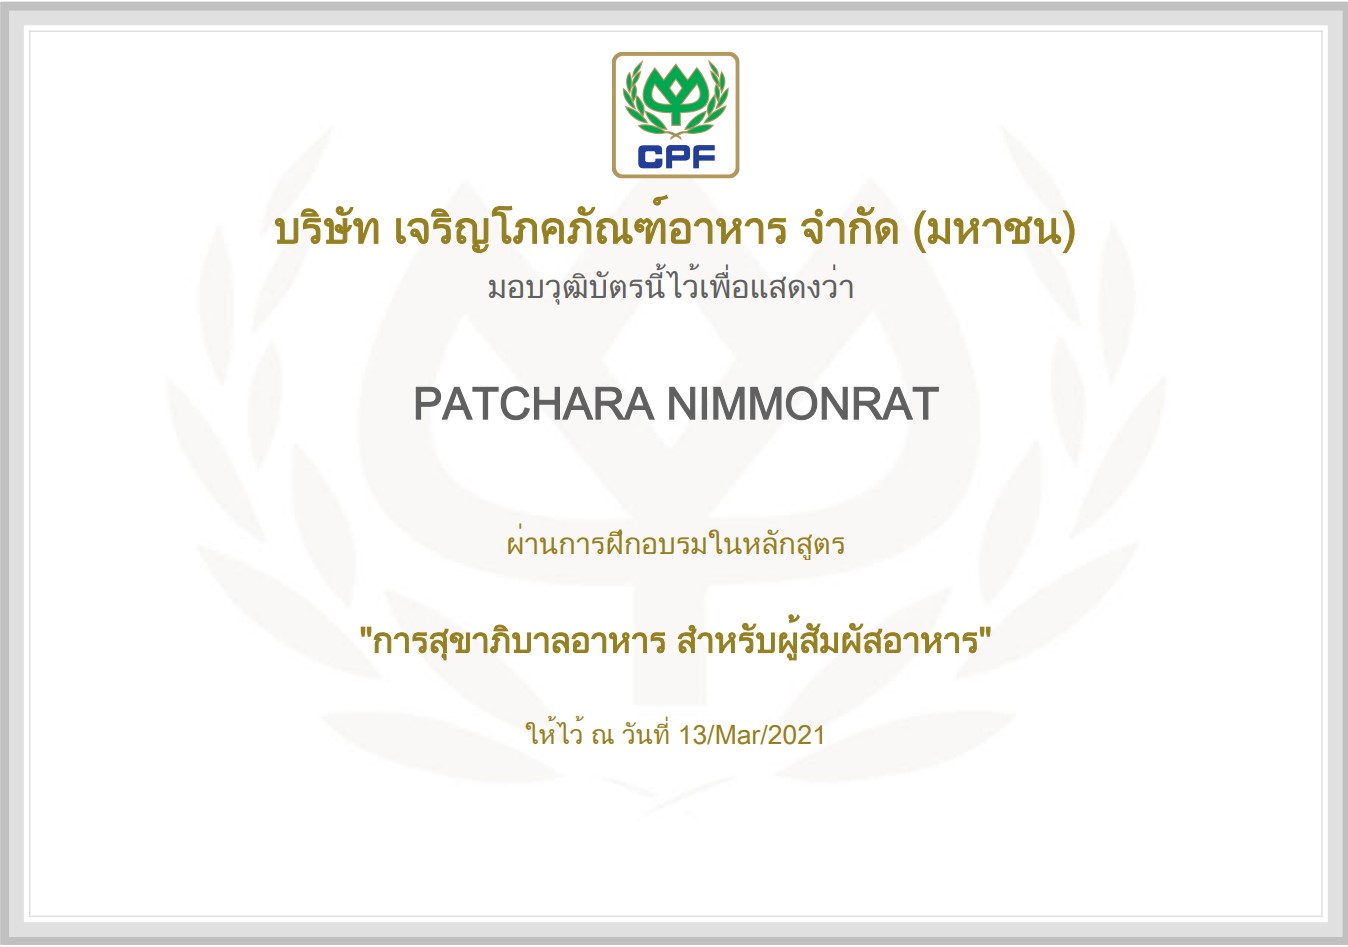 CPF
บริษัท เจริญโภคภัณฑ์อาหาร จำกัด (มหาชน)
มอบวุฒิบัตรนี้ไว้เพื่อแสดงว่า
PATCHARA NIMMONRAT
ผ่านการฝึกอบรมในหลักสูตร
"การสุขาภิบาลอาหาร สำหรับผู้สัมผัสอาหาร"
ให้ไว้ ณ วันที่ 13/Mar/2021